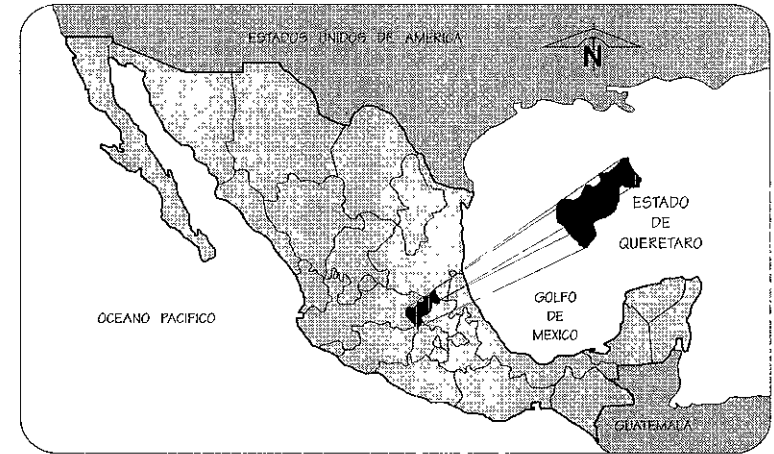 ESTADOS UNIDOS DE AMERICA
N
ESTADO
DE
QUERETARO
GOLFO
DE
MEXICO
OCEANO PACIFICO
GUATEMALA